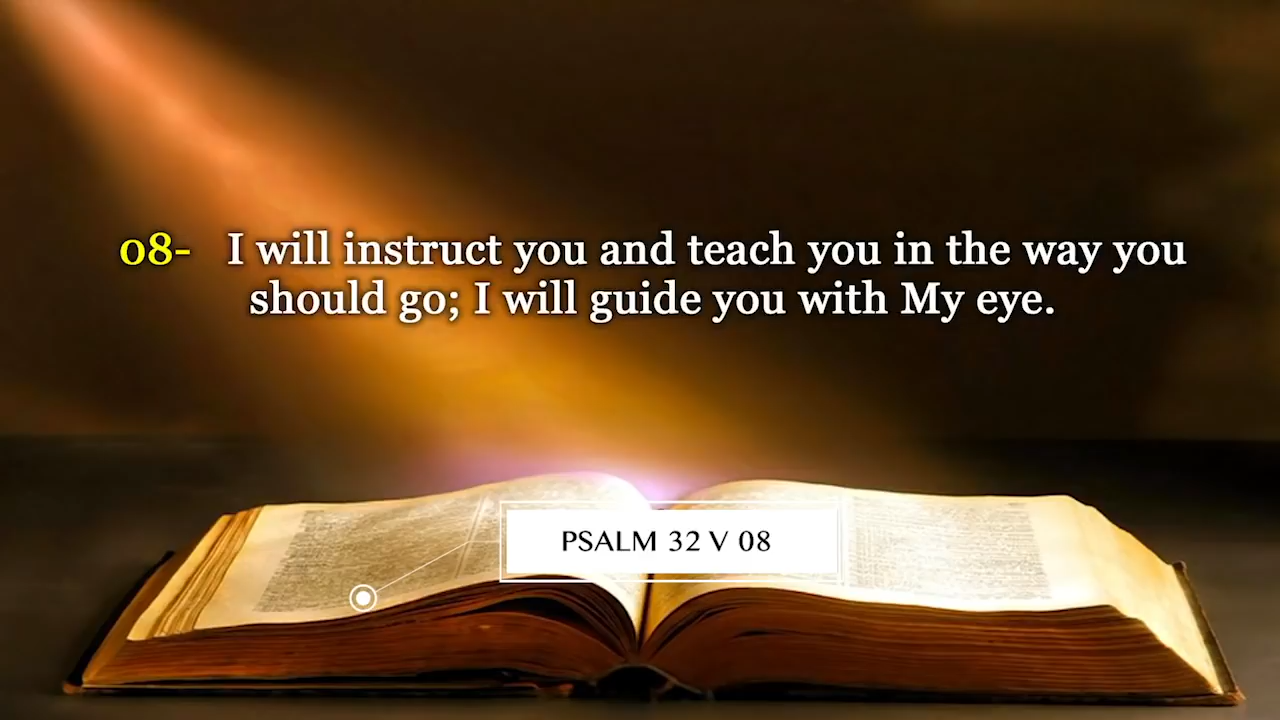 08- I will instruct you and teach you in the way you
should go; I will guide you with My eye.
PSALM 32 V 08